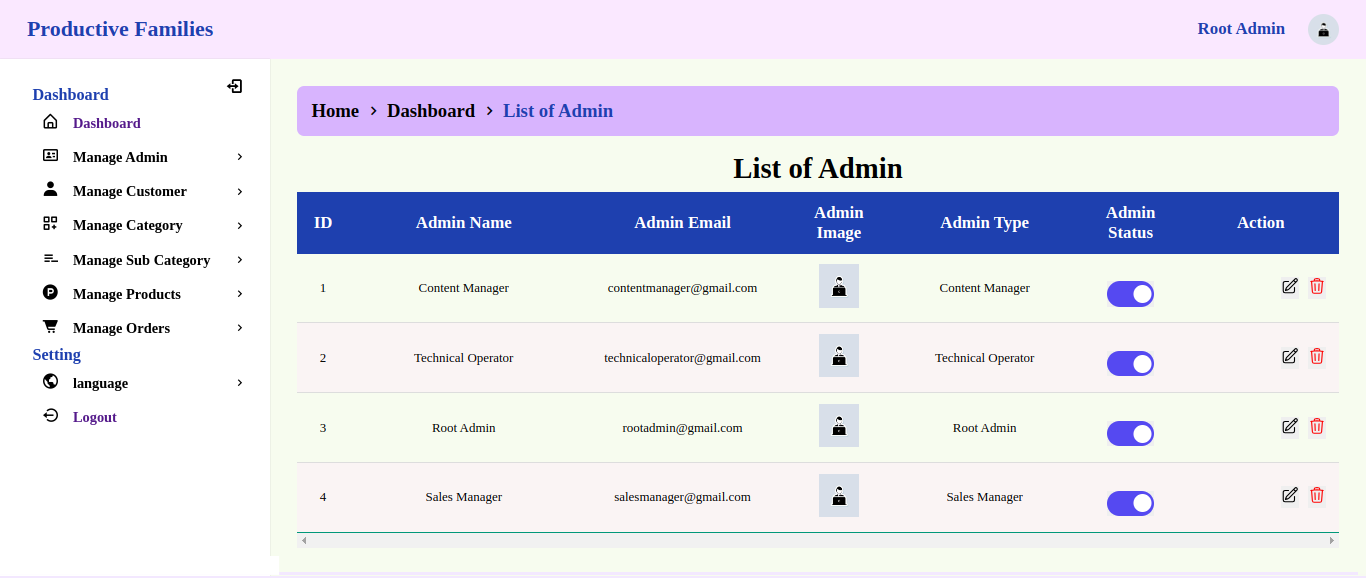 Productive Families
Root Admin
Dashboard
Dashboard
Manage Admin
Manage Customer
Manage Category
Manage Sub Category
Manage Products
Manage Orders
Setting
language
Logout
Home > Dashboard > List of Admin
List of Admin
ID Admin Name Admin Email Admin Image Admin Type Admin Status Action
1 Content Manager contentmanager@gmail.com Content Manager
2 Technical Operator technicaloperator@gmail.com Technical Operator
3 Root Admin rootadmin@gmail.com Root Admin
4 Sales Manager salesmanager@gmail.com Sales Manager